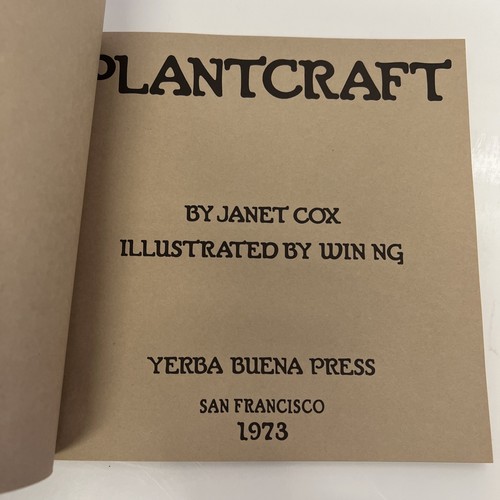 PLANTCRAFT
BY JANET COX
ILLUSTRATED BY WIN NG
YERBA BUENA PRESS
SAN FRANCISCO
1973